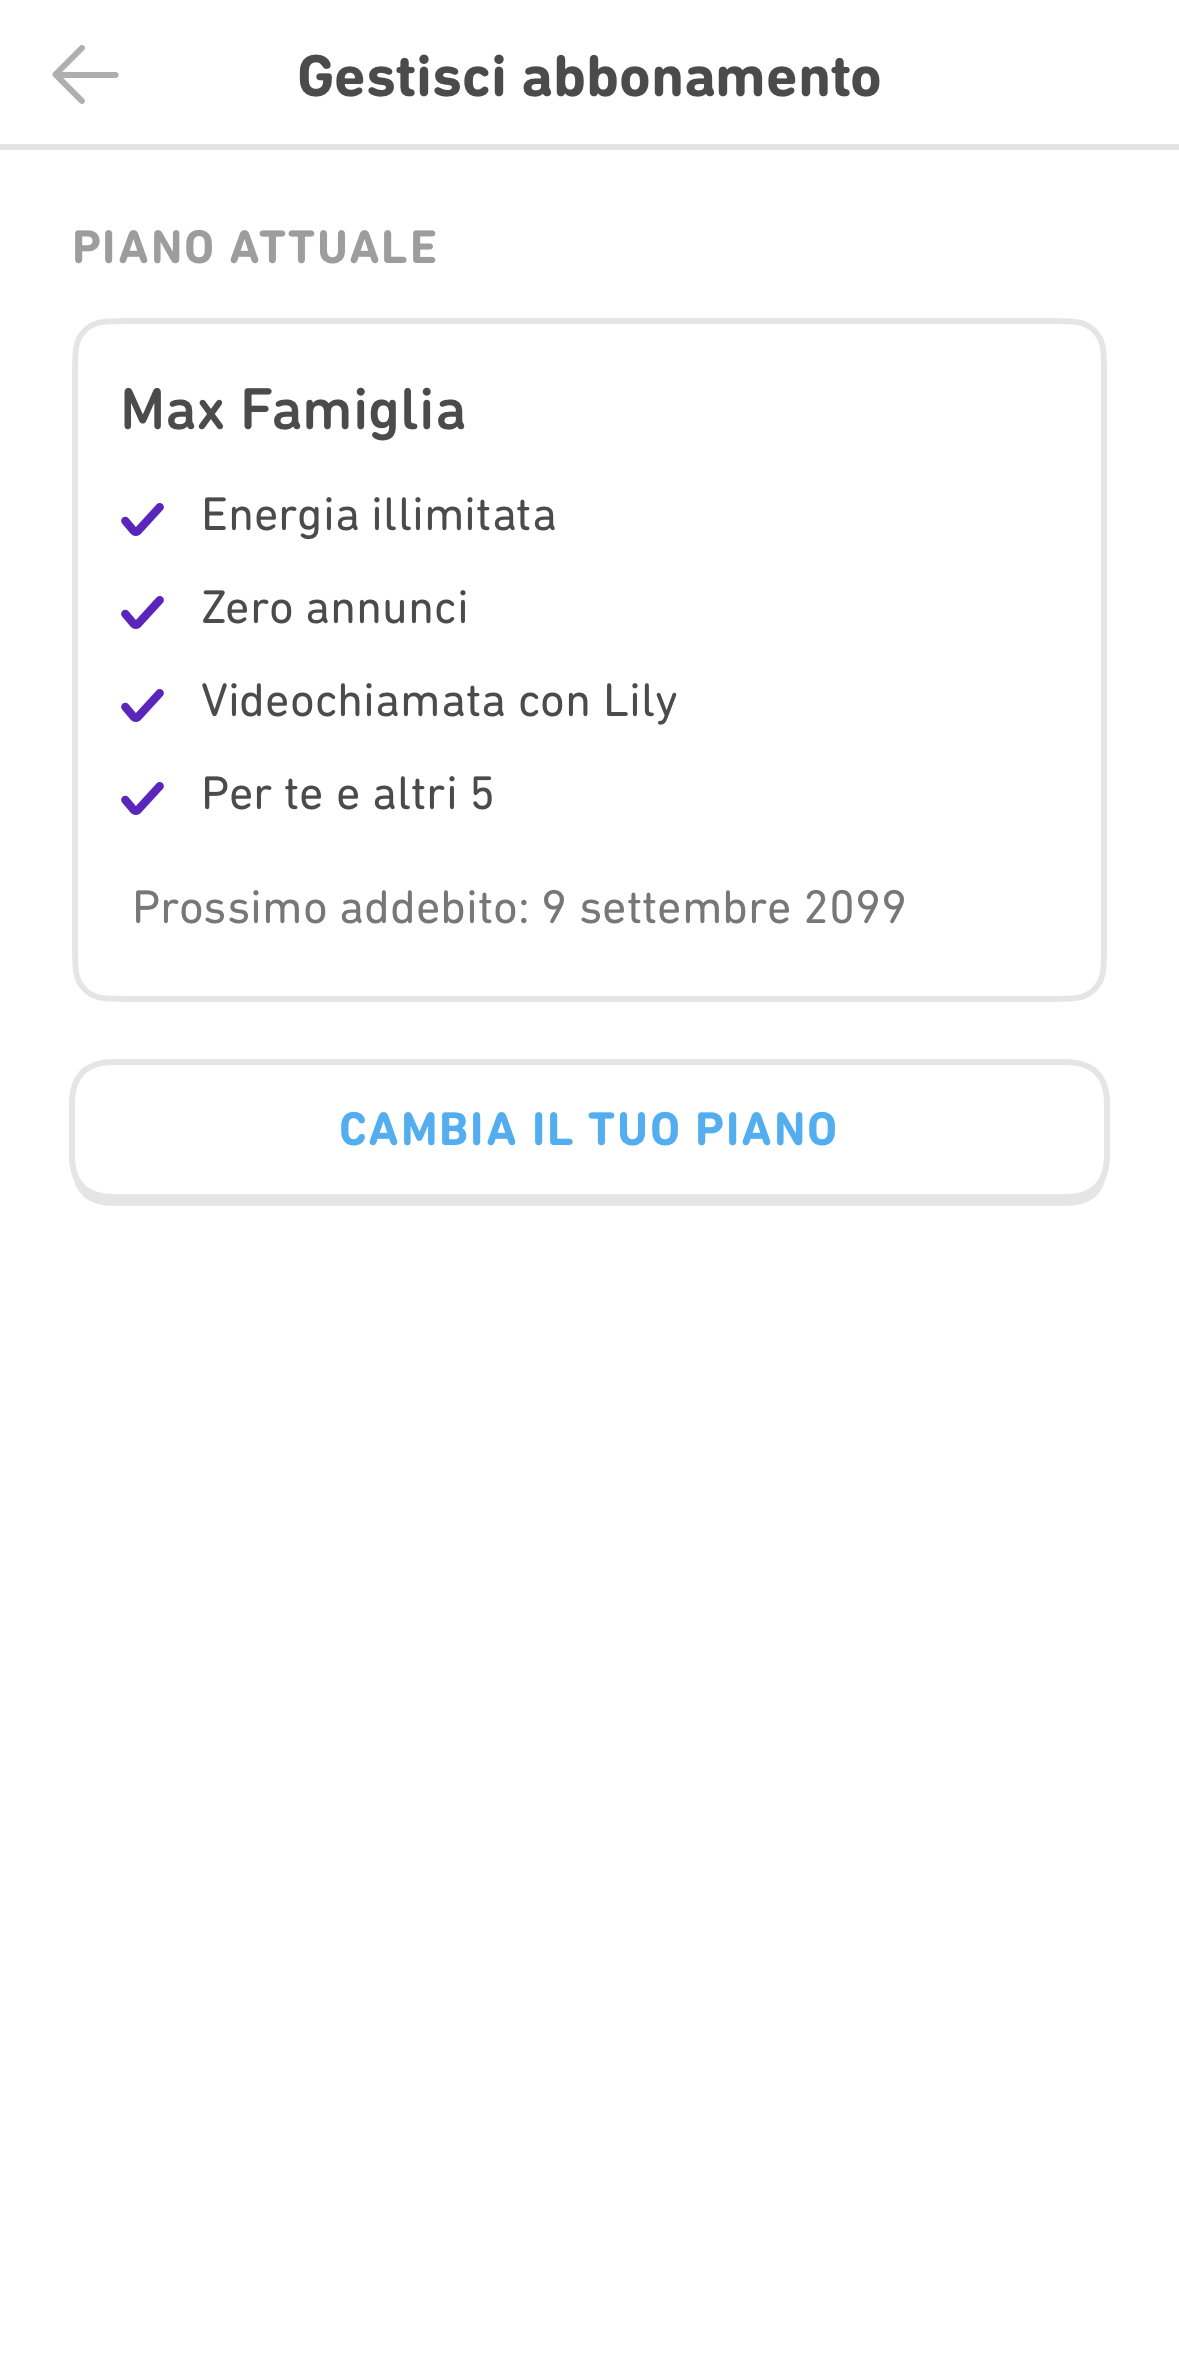 Gestisci abbonamento
PIANO ATTUALE
Max Famiglia
Energia illimitata
Zero annunci
Videochiamata con Lily
Per te e altri 5
Prossimo addebito: 9 settembre 2099
CAMBIA IL TUO PIANO